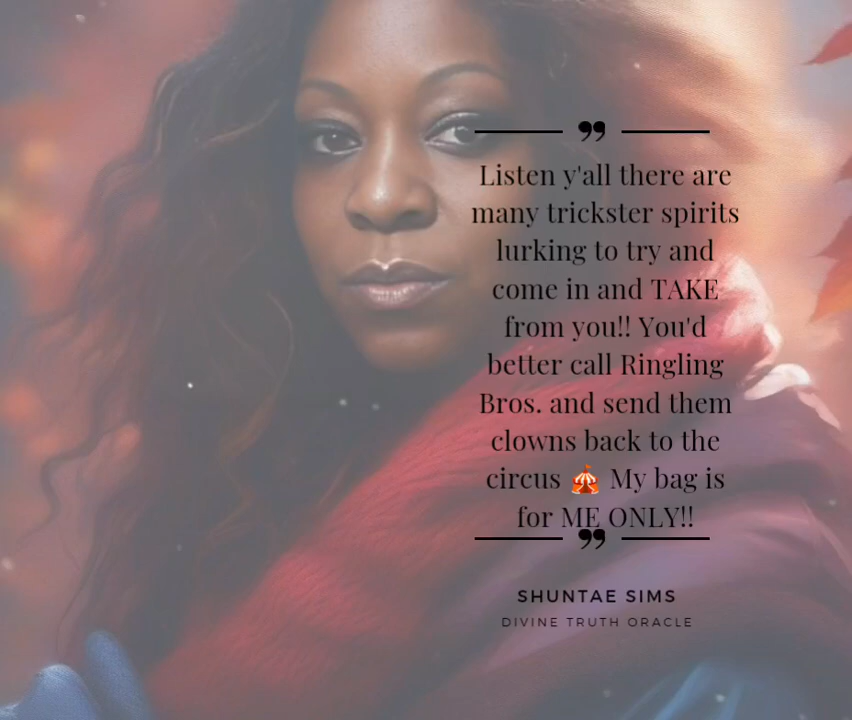 Listen y'all there are
many trickster spirits
lurking to try and
come in and TAKE
from you!! You'd
better call Ringling
Bros. and send them
clowns back to the
circus 🎪 My bag is
for ME ONLY!!
SHUNTAE SIMS
DIVINE TRUTH ORACLE